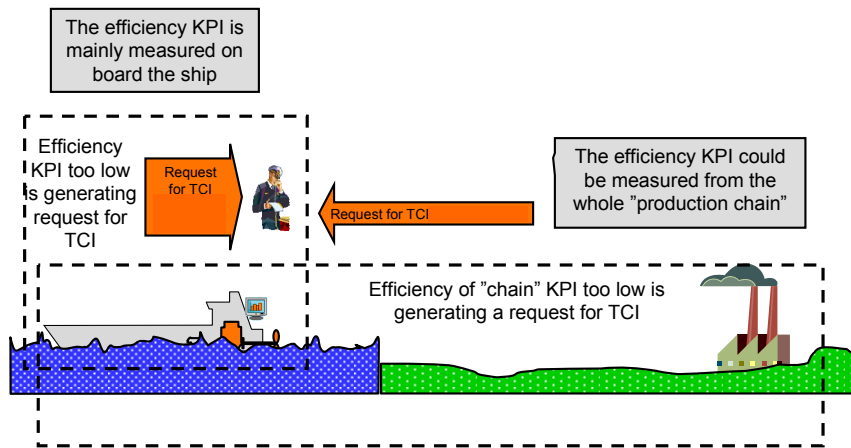 The efficiency KPI is
mainly measured on
board the ship
Efficiency
KPI too low
is generating
request for
TCI
Request
for TCI
Request for TCI
The efficiency KPI could
be measured from the
whole ”production chain”
Efficiency of ”chain” KPI too low is
generating a request for TCI